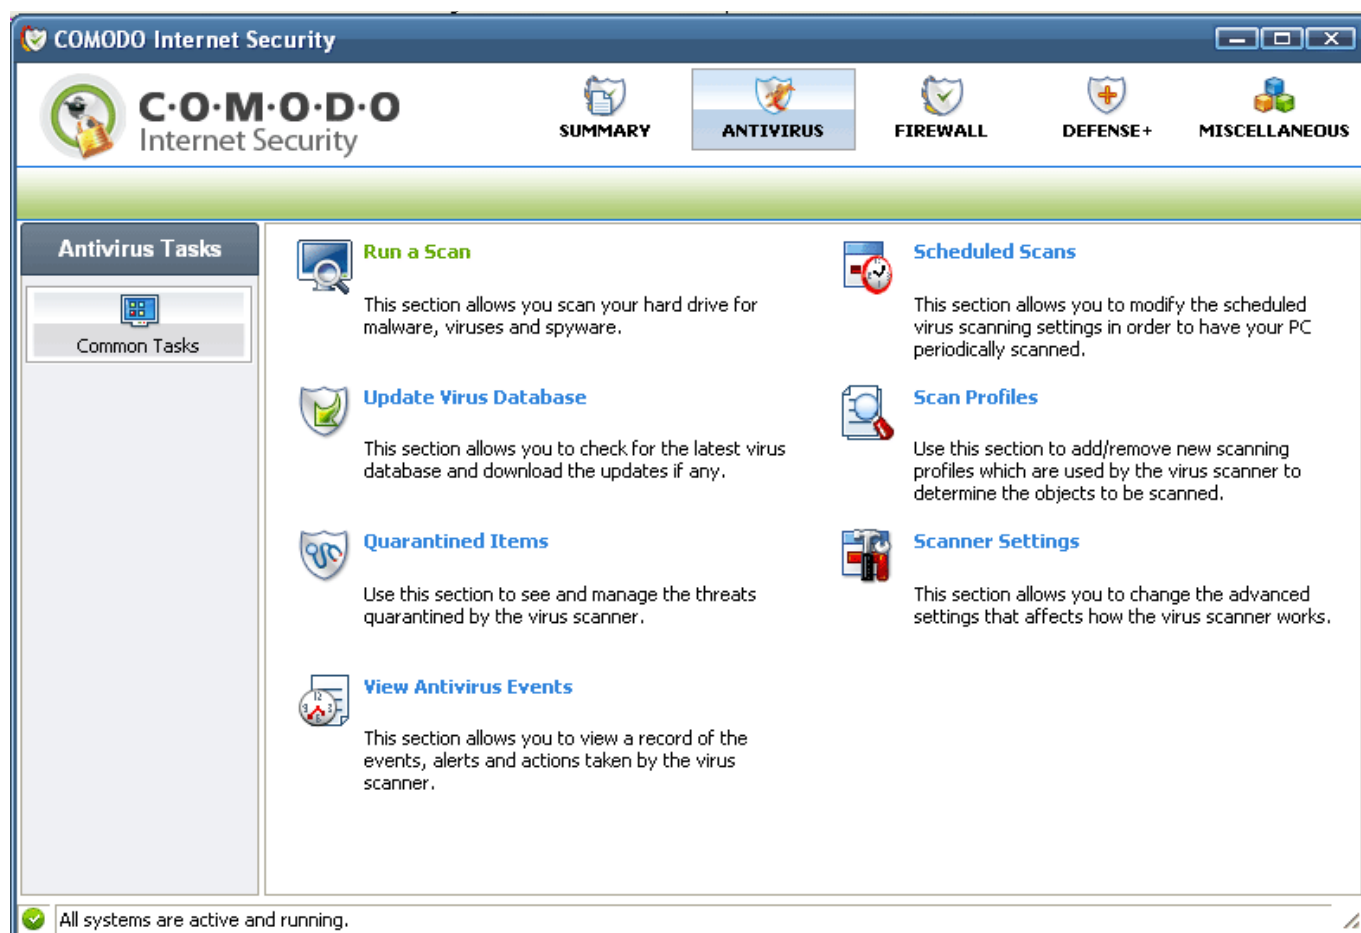 COMODO Internet Security
C·O·M·O·D·O
Internet Security
SUMMARY
ANTIVIRUS
FIREWALL
DEFENSE+
MISCELLANEOUS
Antivirus Tasks
Common Tasks
Run a Scan
This section allows you scan your hard drive for
malware, viruses and spyware.
Scheduled Scans
This section allows you to modify the scheduled
virus scanning settings in order to have your PC
periodically scanned.
Update Virus Database
This section allows you to check for the latest virus
database and download the updates if any.
Scan Profiles
Use this section to add/remove new scanning
profiles which are used by the virus scanner to
determine the objects to be scanned.
Quarantined Items
Use this section to see and manage the threats
quarantined by the virus scanner.
Scanner Settings
This section allows you to change the advanced
settings that affects how the virus scanner works.
View Antivirus Events
This section allows you to view a record of the
events, alerts and actions taken by the virus
scanner.
All systems are active and running.